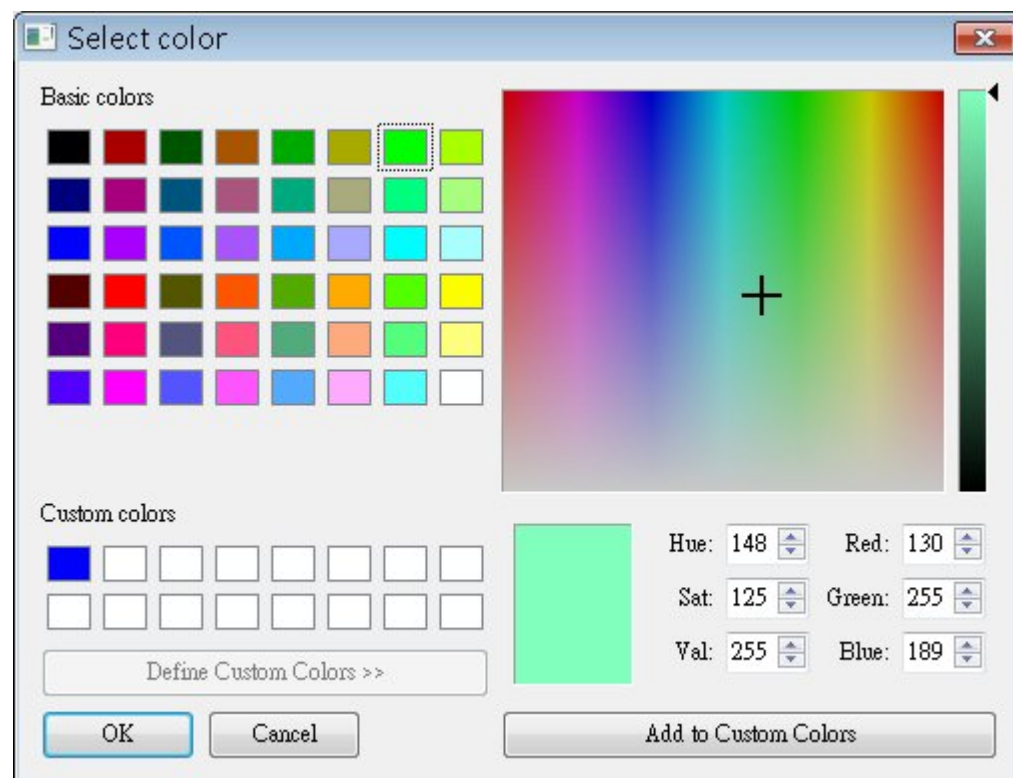 Select color
Basic colors
Custom colors
Define Custom Colors >>
OK
Cancel
Hue: 148
Red: 130
Sat: 125
Green: 255
Val: 255
Blue: 189
Add to Custom Colors